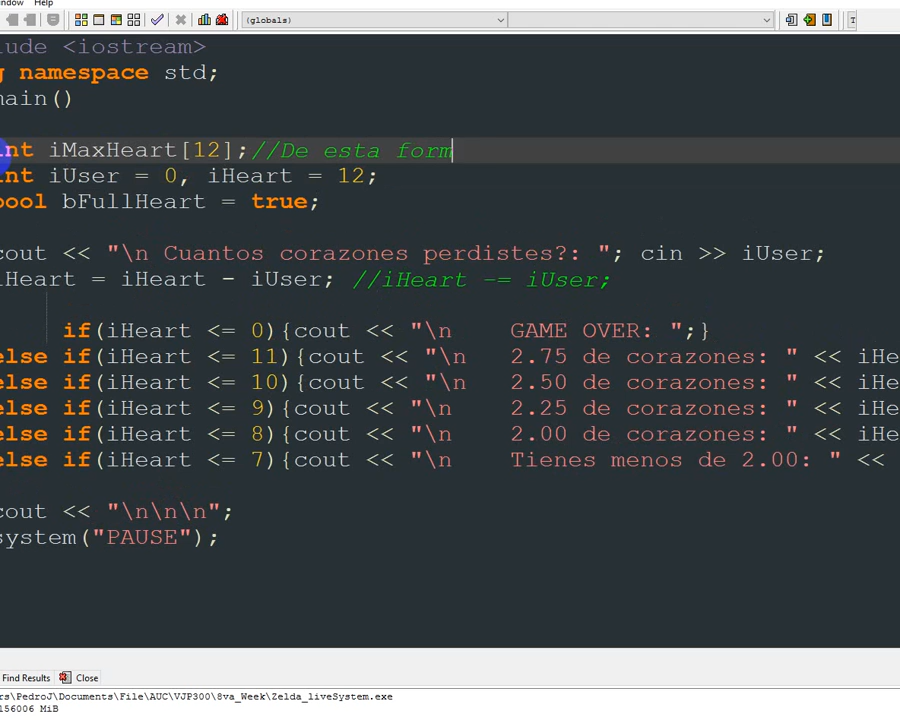 indow Help
(globals)
lude <iostream>
g namespace std;
main()
int iMaxHeart[12];//De esta form
int iUser = 0, iHeart = 12;
bool bFullHeart = true;
cout << "\n Cuantos corazones perdistes?: "; cin >> iUser;
iHeart = iHeart - iUser; //iHeart -= iUser;
if(iHeart <= 0){cout << "\n    GAME OVER: ";}
else if(iHeart <= 11){cout << "\n    2.75 de corazones: " << iHe
else if(iHeart <= 10){cout << "\n    2.50 de corazones: " << iHe
else if(iHeart <= 9){cout << "\n    2.25 de corazones: " << iHe
else if(iHeart <= 8){cout << "\n    2.00 de corazones: " << iHe
else if(iHeart <= 7){cout << "\n    Tienes menos de 2.00: " <<
cout << "\n\n\n";
system("PAUSE");
Find Results Close
rs\PedroJ\Documents\File\AUC\VJP300\8va_Week\Zelda_liveSystem.exe
156006 MiB